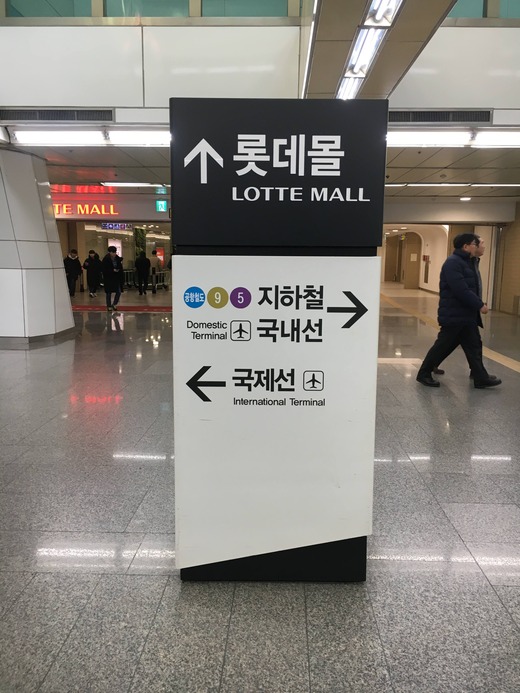 롯데몰
LOTTE MALL
TE MALL
공항철도 9 5 지하철
Domestic Terminal 국내선
국제선
International Terminal